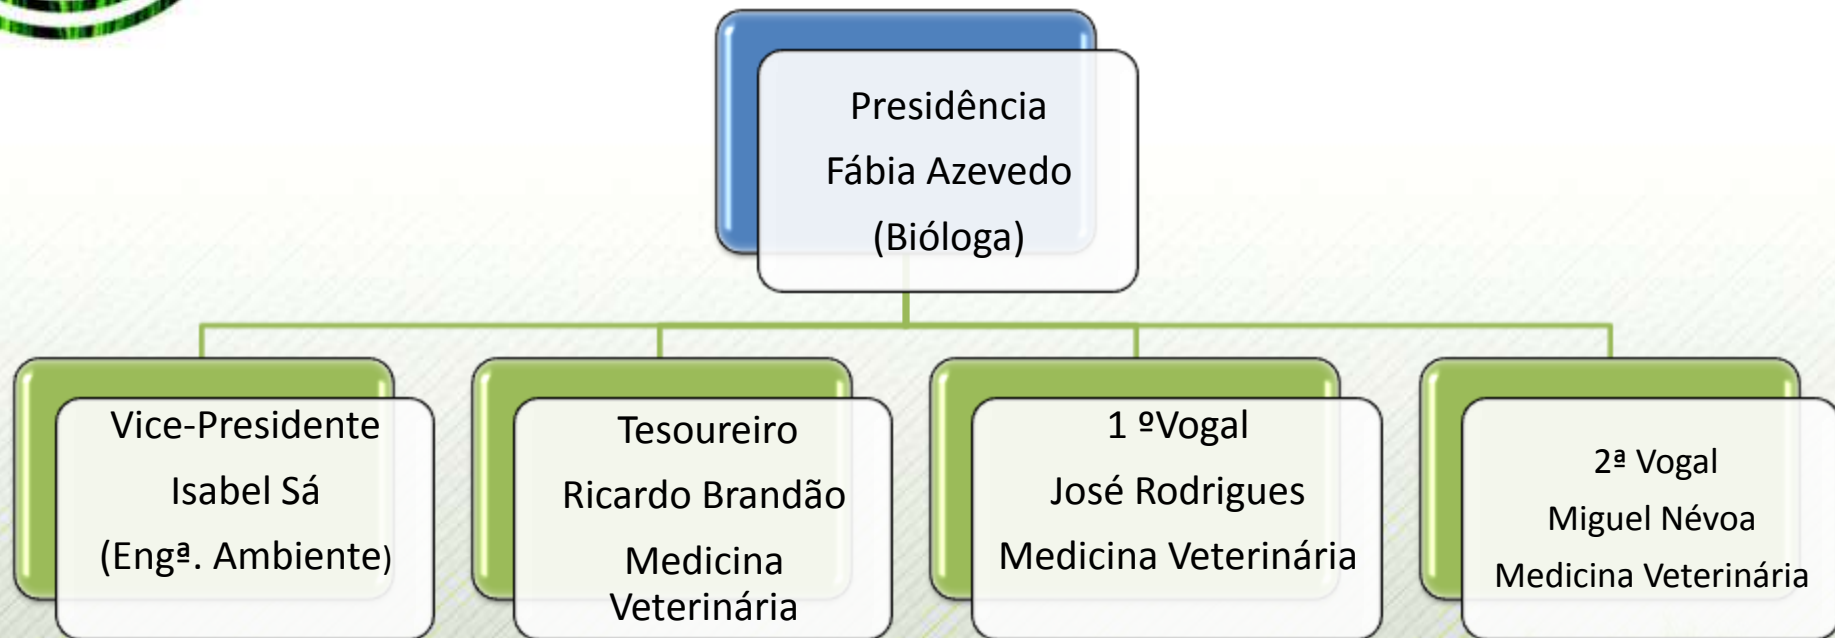 Presidência
Fábia Azevedo
(Bióloga)
Vice-Presidente
Isabel Sá
(Engª. Ambiente)
Tesoureiro
Ricardo Brandão
Medicina
Veterinária
1 ºVogal
José Rodrigues
Medicina Veterinária
2ª Vogal
Miguel Névoa
Medicina Veterinária